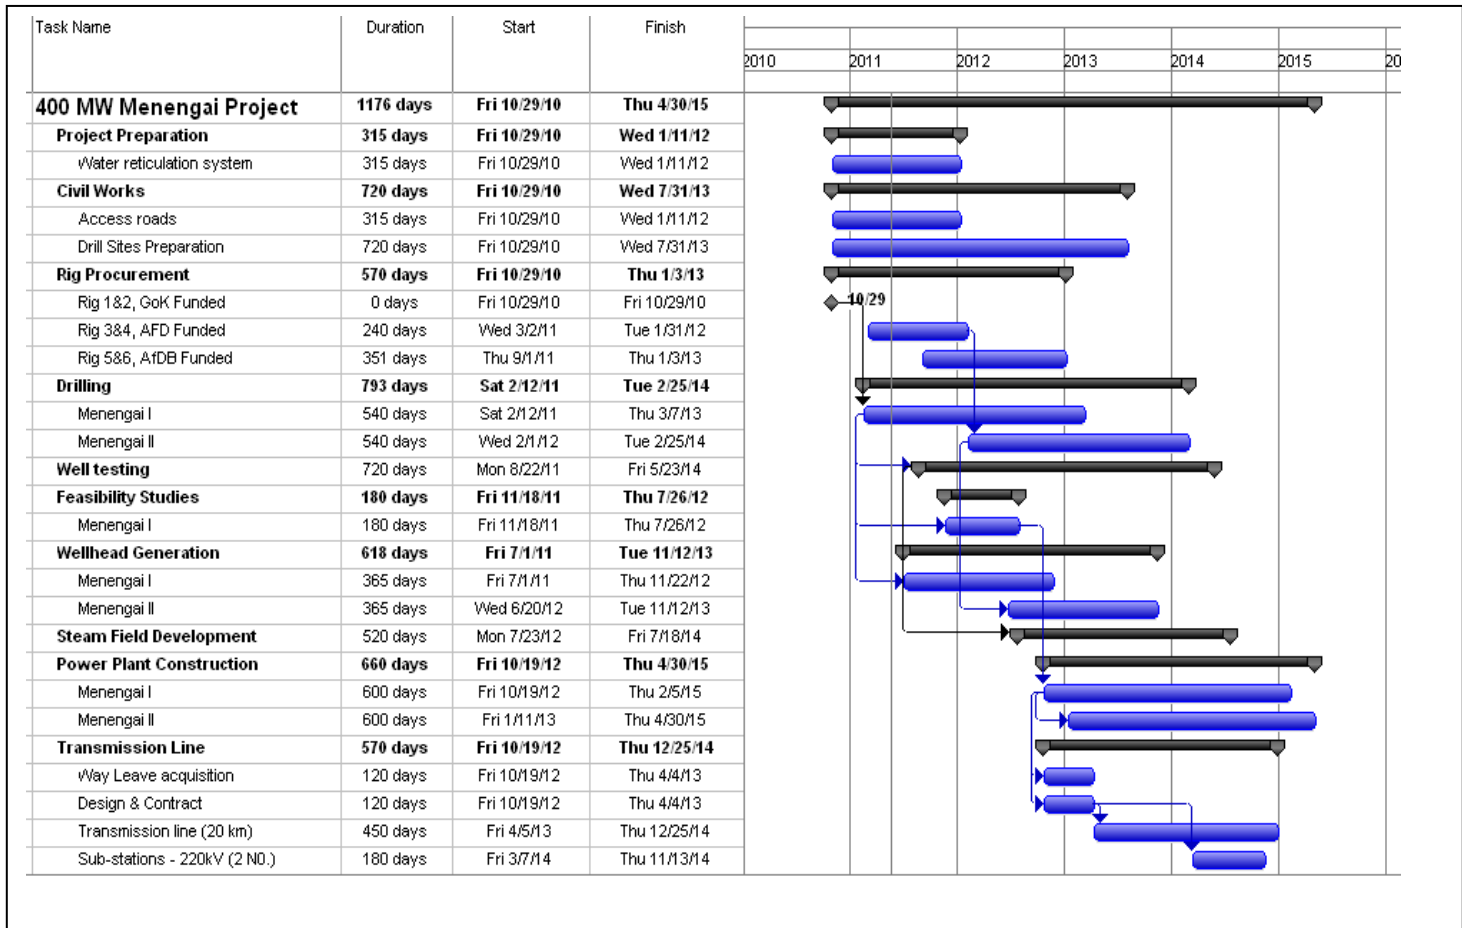 Task Name Duration Start Finish
2010 2011 2012 2013 2014 2015 20
400 MW Menengai Project 1176 days Fri 10/29/10 Thu 4/30/15
Project Preparation 315 days Fri 10/29/10 Wed 1/11/12
Water reticulation system 315 days Fri 10/29/10 Wed 1/11/12
Civil Works 720 days Fri 10/29/10 Wed 7/31/13
Access roads 315 days Fri 10/29/10 Wed 1/11/12
Drill Sites Preparation 720 days Fri 10/29/10 Wed 7/31/13
Rig Procurement 570 days Fri 10/29/10 Thu 1/3/13
Rig 1&2, GoK Funded 0 days Fri 10/29/10 Fri 10/29/10 10/29
Rig 3&4, AFD Funded 240 days Wed 3/2/11 Tue 1/31/12
Rig 5&6, AfDB Funded 351 days Thu 9/1/11 Thu 1/3/13
Drilling 793 days Sat 2/12/11 Tue 2/25/14
Menengai I 540 days Sat 2/12/11 Thu 3/7/13
Menengai II 540 days Wed 2/1/12 Tue 2/25/14
Well testing 720 days Mon 8/22/11 Fri 5/23/14
Feasibility Studies 180 days Fri 11/18/11 Thu 7/26/12
Menengai I 180 days Fri 11/18/11 Thu 7/26/12
Wellhead Generation 618 days Fri 7/1/11 Tue 11/12/13
Menengai I 365 days Fri 7/1/11 Thu 11/22/12
Menengai II 365 days Wed 6/20/12 Tue 11/12/13
Steam Field Development 520 days Mon 7/23/12 Fri 7/18/14
Power Plant Construction 660 days Fri 10/19/12 Thu 4/30/15
Menengai I 600 days Fri 10/19/12 Thu 2/5/15
Menengai II 600 days Fri 1/11/13 Thu 4/30/15
Transmission Line 570 days Fri 10/19/12 Thu 12/25/14
Way Leave acquisition 120 days Fri 10/19/12 Thu 4/4/13
Design & Contract 120 days Fri 10/19/12 Thu 4/4/13
Transmission line (20 km) 450 days Fri 4/5/13 Thu 12/25/14
Sub-stations - 220kV (2 N0.) 180 days Fri 3/7/14 Thu 11/13/14